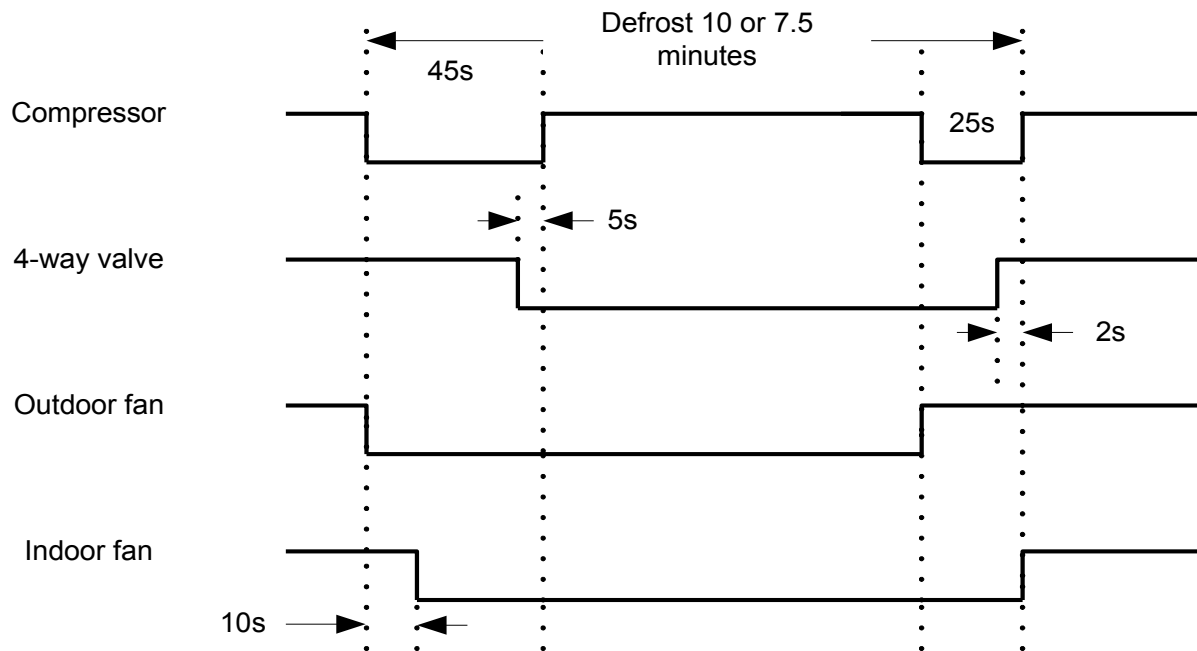 Defrost 10 or 7.5
minutes
45s
Compressor
25s
5s
4-way valve
2s
Outdoor fan
Indoor fan
10s